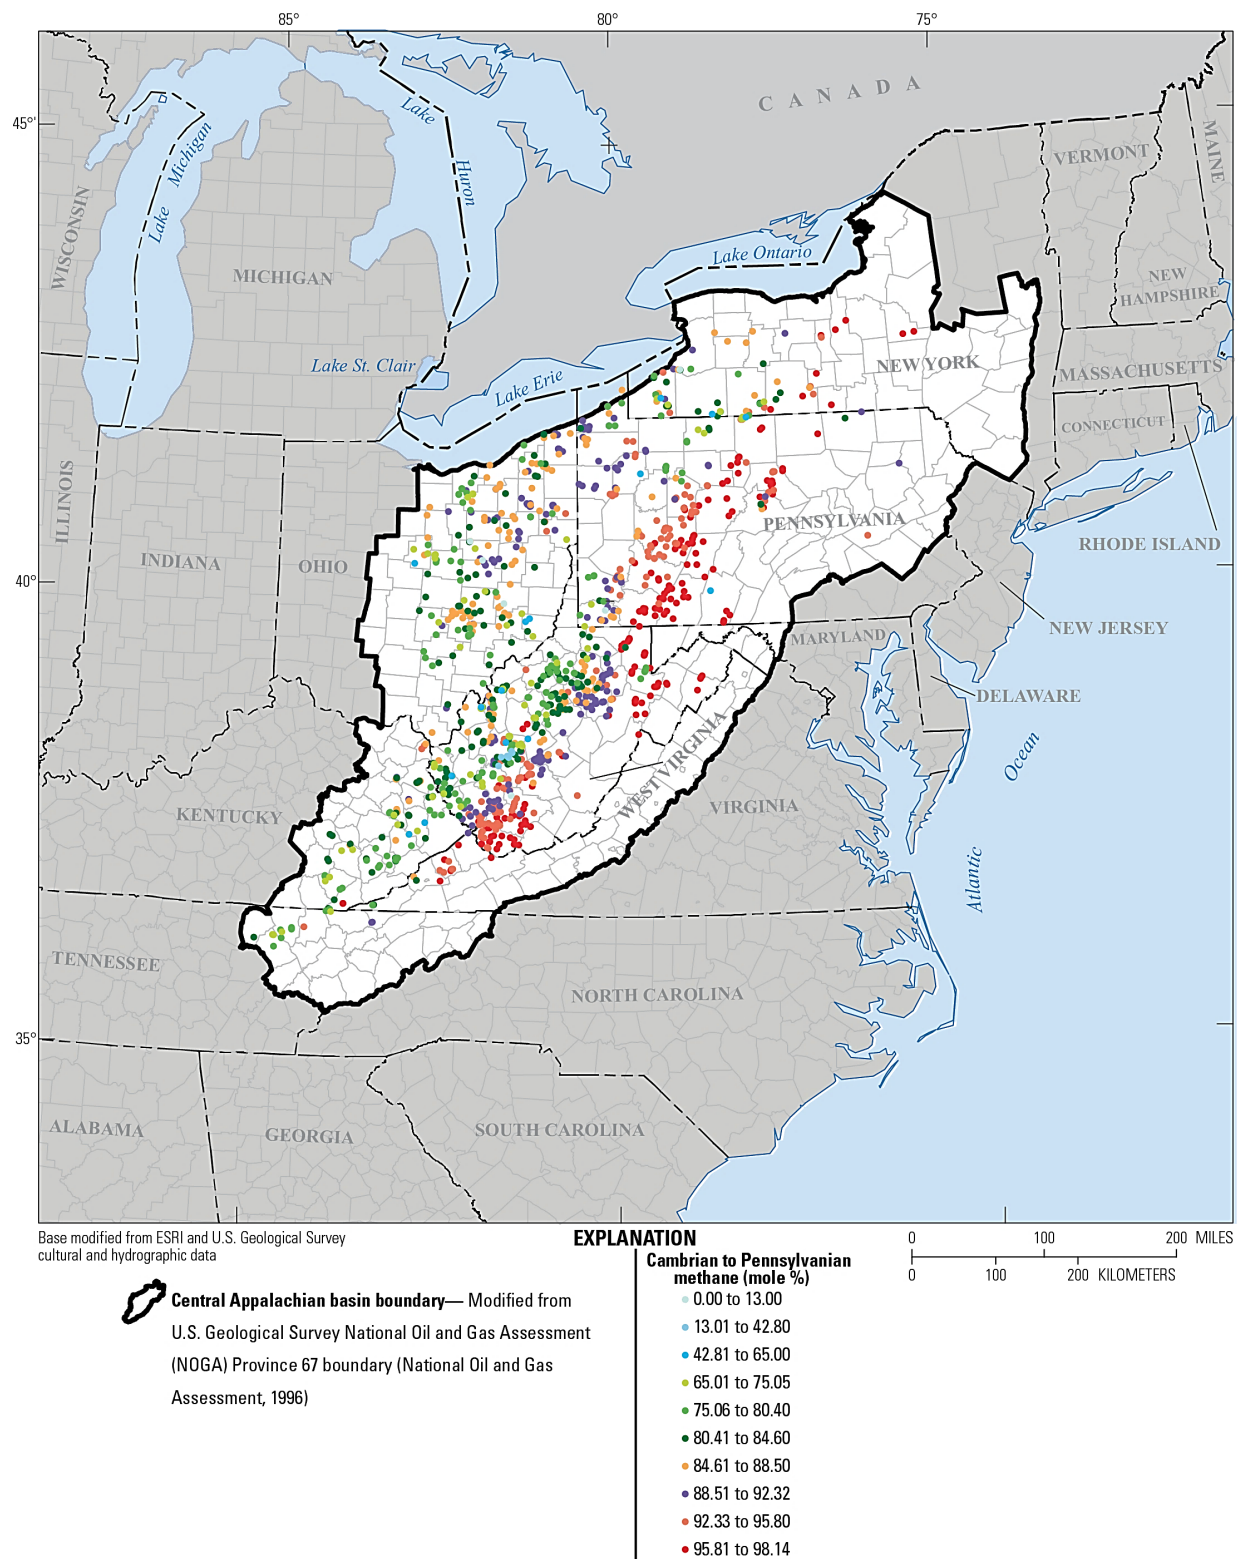 85°
80°
75°
45°
40°
35°
CANADA
Lake
Huron
Lake
Michigan
Lake Ontario
Lake Erie
Lake St. Clair
WISCONSIN
MICHIGAN
VERMONT
MAINE
NEW
HAMPSHIRE
NEW YORK
MASSACHUSETTS
CONNECTICUT
RHODE ISLAND
ILLINOIS
INDIANA
OHIO
PENNSYLVANIA
NEW JERSEY
MARYLAND
DELAWARE
WEST VIRGINIA
VIRGINIA
KENTUCKY
Atlantic
Ocean
TENNESSEE
NORTH CAROLINA
ALABAMA
GEORGIA
SOUTH CAROLINA
Base modified from ESRI and U.S. Geological Survey
cultural and hydrographic data
EXPLANATION
0 100 200 MILES
0 100 200 KILOMETERS
Central Appalachian basin boundary— Modified from
U.S. Geological Survey National Oil and Gas Assessment
(NOGA) Province 67 boundary (National Oil and Gas
Assessment, 1996)
Cambrian to Pennsylvanian
methane (mole %)
0.00 to 13.00
13.01 to 42.80
42.81 to 65.00
65.01 to 75.05
75.06 to 80.40
80.41 to 84.60
84.61 to 88.50
88.51 to 92.32
92.33 to 95.80
95.81 to 98.14